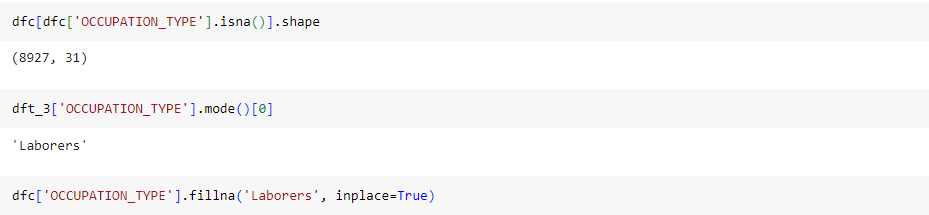 dfc[dfc['OCCUPATION_TYPE'].isna()].shape
(8927, 31)
dft_3['OCCUPATION_TYPE'].mode()[0]
'Laborers'
dfc['OCCUPATION_TYPE'].fillna('Laborers', inplace=True)